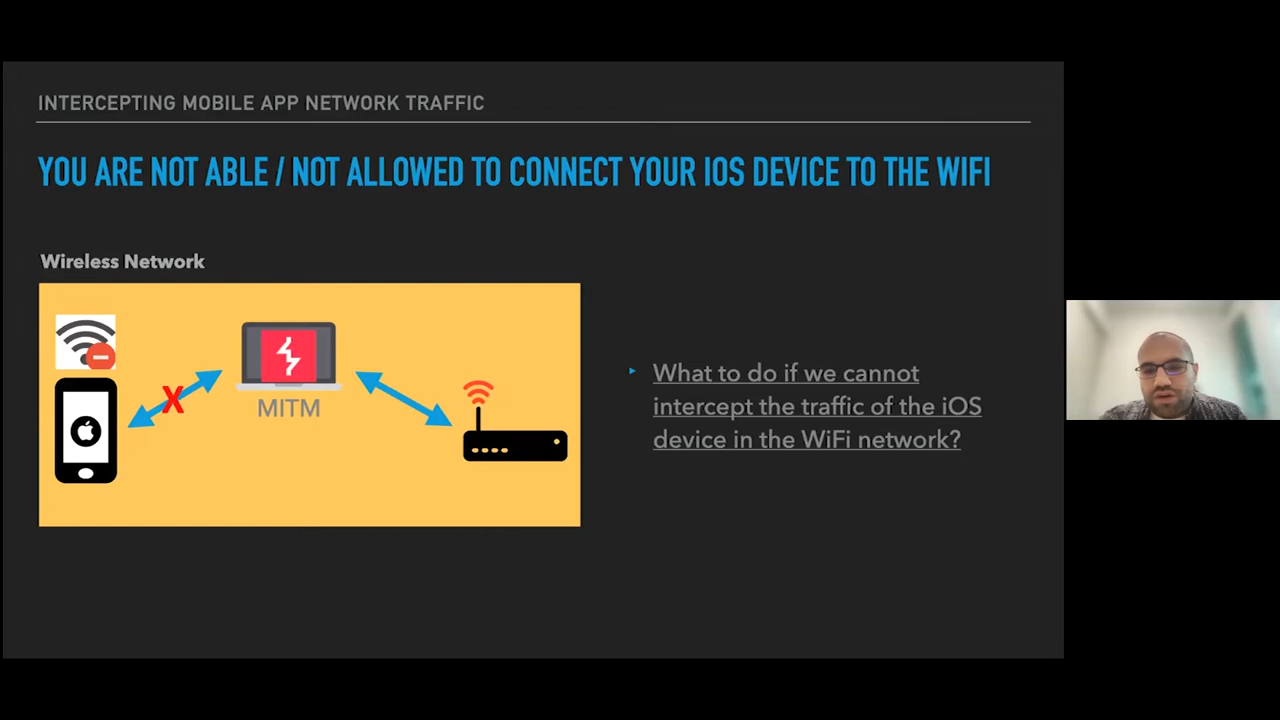 INTERCEPTING MOBILE APP NETWORK TRAFFIC
YOU ARE NOT ABLE / NOT ALLOWED TO CONNECT YOUR IOS DEVICE TO THE WIFI
Wireless Network
X
MITM
What to do if we cannot
intercept the traffic of the iOS
device in the WiFi network?